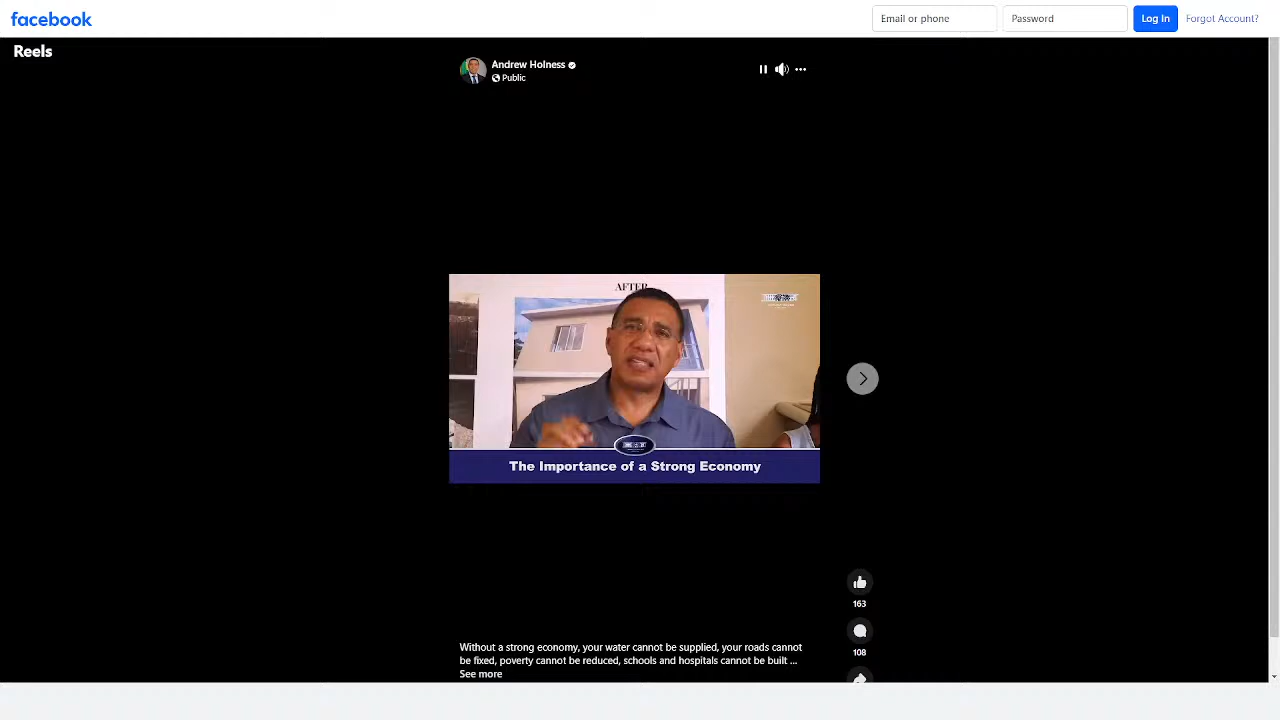 facebook
Email or phone
Password
Log In
Forgot Account?
Reels
Andrew Holness
Public
AFTER
The Importance of a Strong Economy
163
108
Without a strong economy, your water cannot be supplied, your roads cannot
be fixed, poverty cannot be reduced, schools and hospitals cannot be built ...
See more